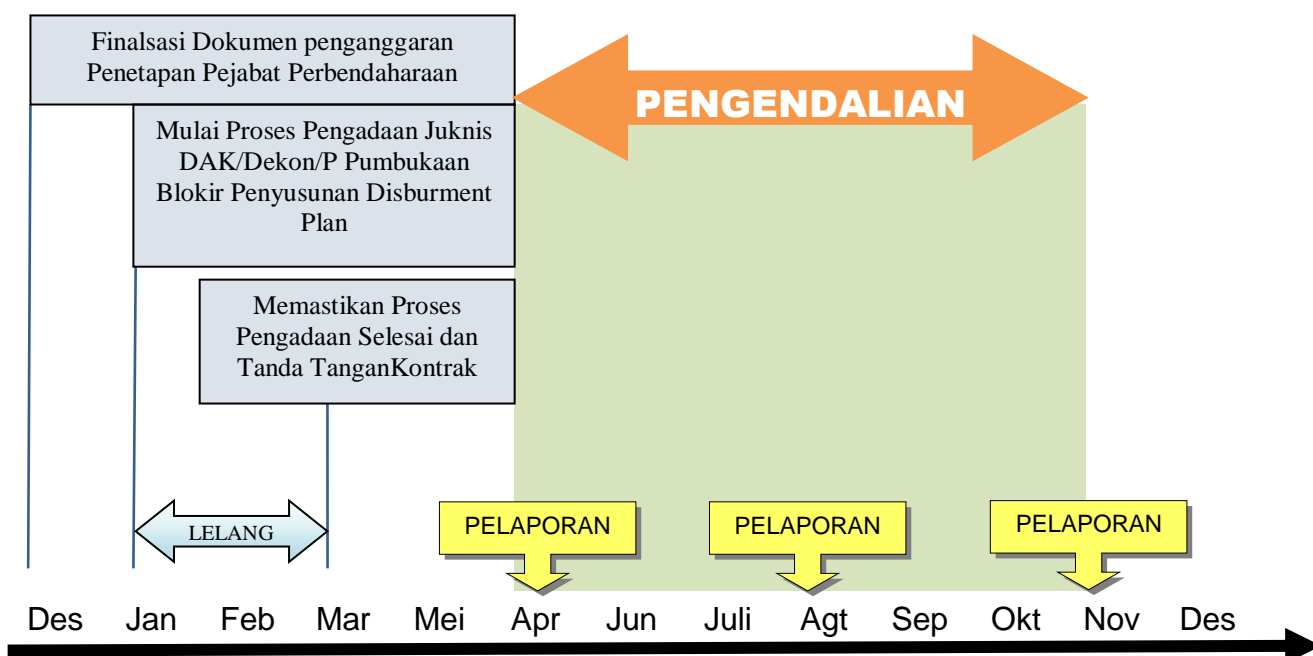 Finalsasi Dokumen penganggaran
Penetapan Pejabat Perbendaharaan
PENGENDALIAN
Mulai Proses Pengadaan Juknis
DAK/Dekon/P Pumbukaan
Blokir Penyusunan Disburment
Plan
Memastikan Proses
Pengadaan Selesai dan
Tanda TanganKontrak
LELANG
PELAPORAN
PELAPORAN
PELAPORAN
Des Jan Feb Mar Mei Apr Jun Juli Agt Sep Okt Nov Des